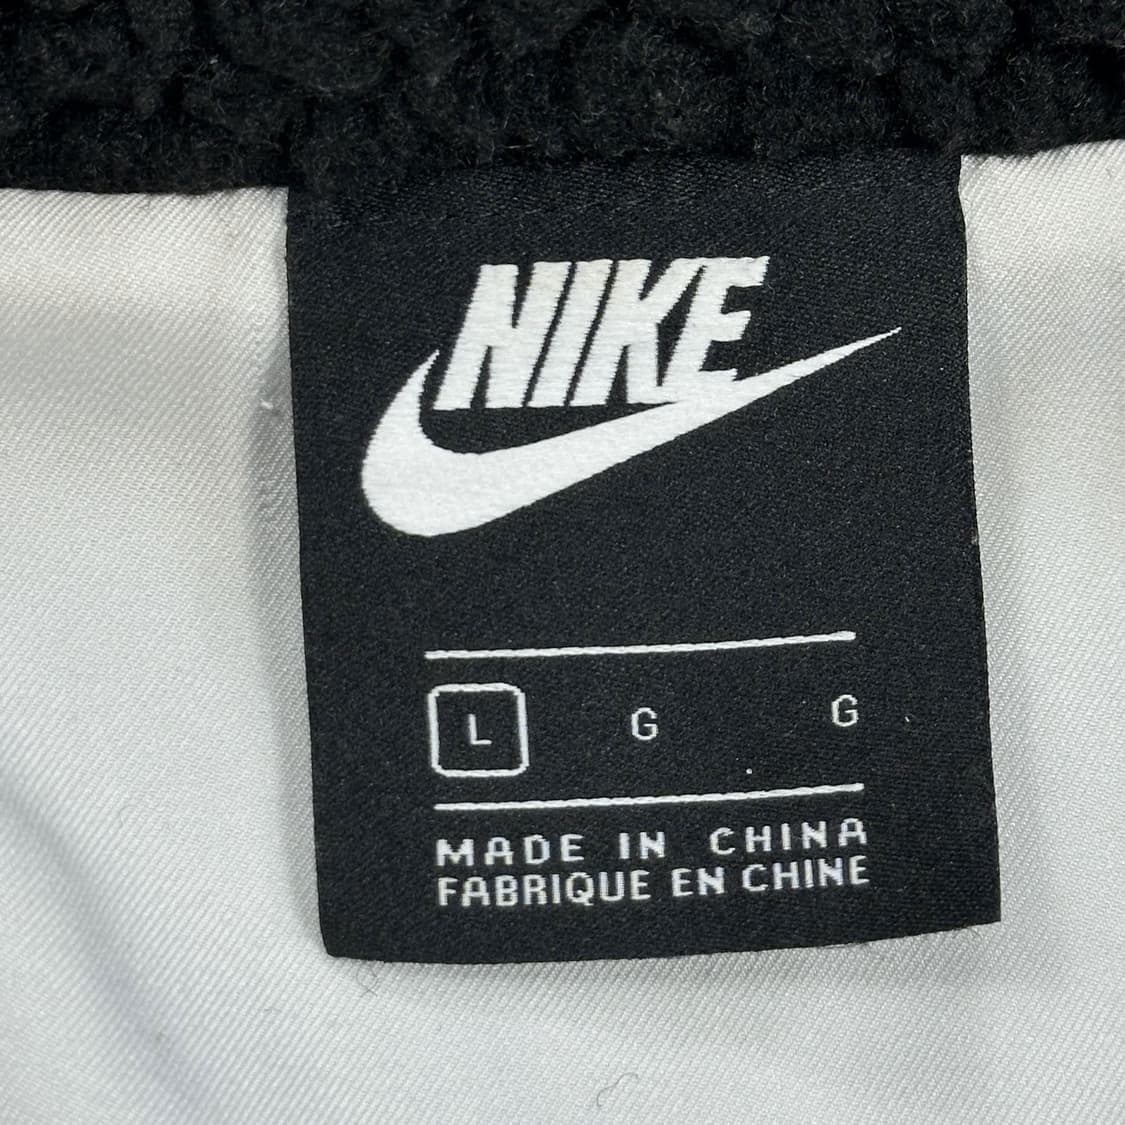 NIKE
L G G
MADE IN CHINA
FABRIQUE EN CHINE